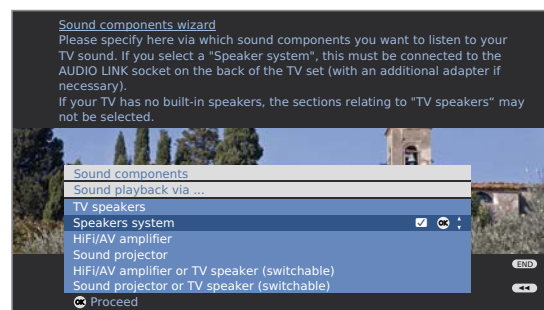 Sound components wizard
Please specify here via which sound components you want to listen to your
TV sound. If you select a "Speaker system", this must be connected to the
AUDIO LINK socket on the back of the TV set (with an additional adapter if
necessary).
If your TV has no built-in speakers, the sections relating to "TV speakers" may
not be selected.
Sound components
Sound playback via ...
TV speakers
Speakers system OK
HiFi/AV amplifier
Sound projector
HiFi/AV amplifier or TV speaker (switchable)
Sound projector or TV speaker (switchable)
END
OK Proceed